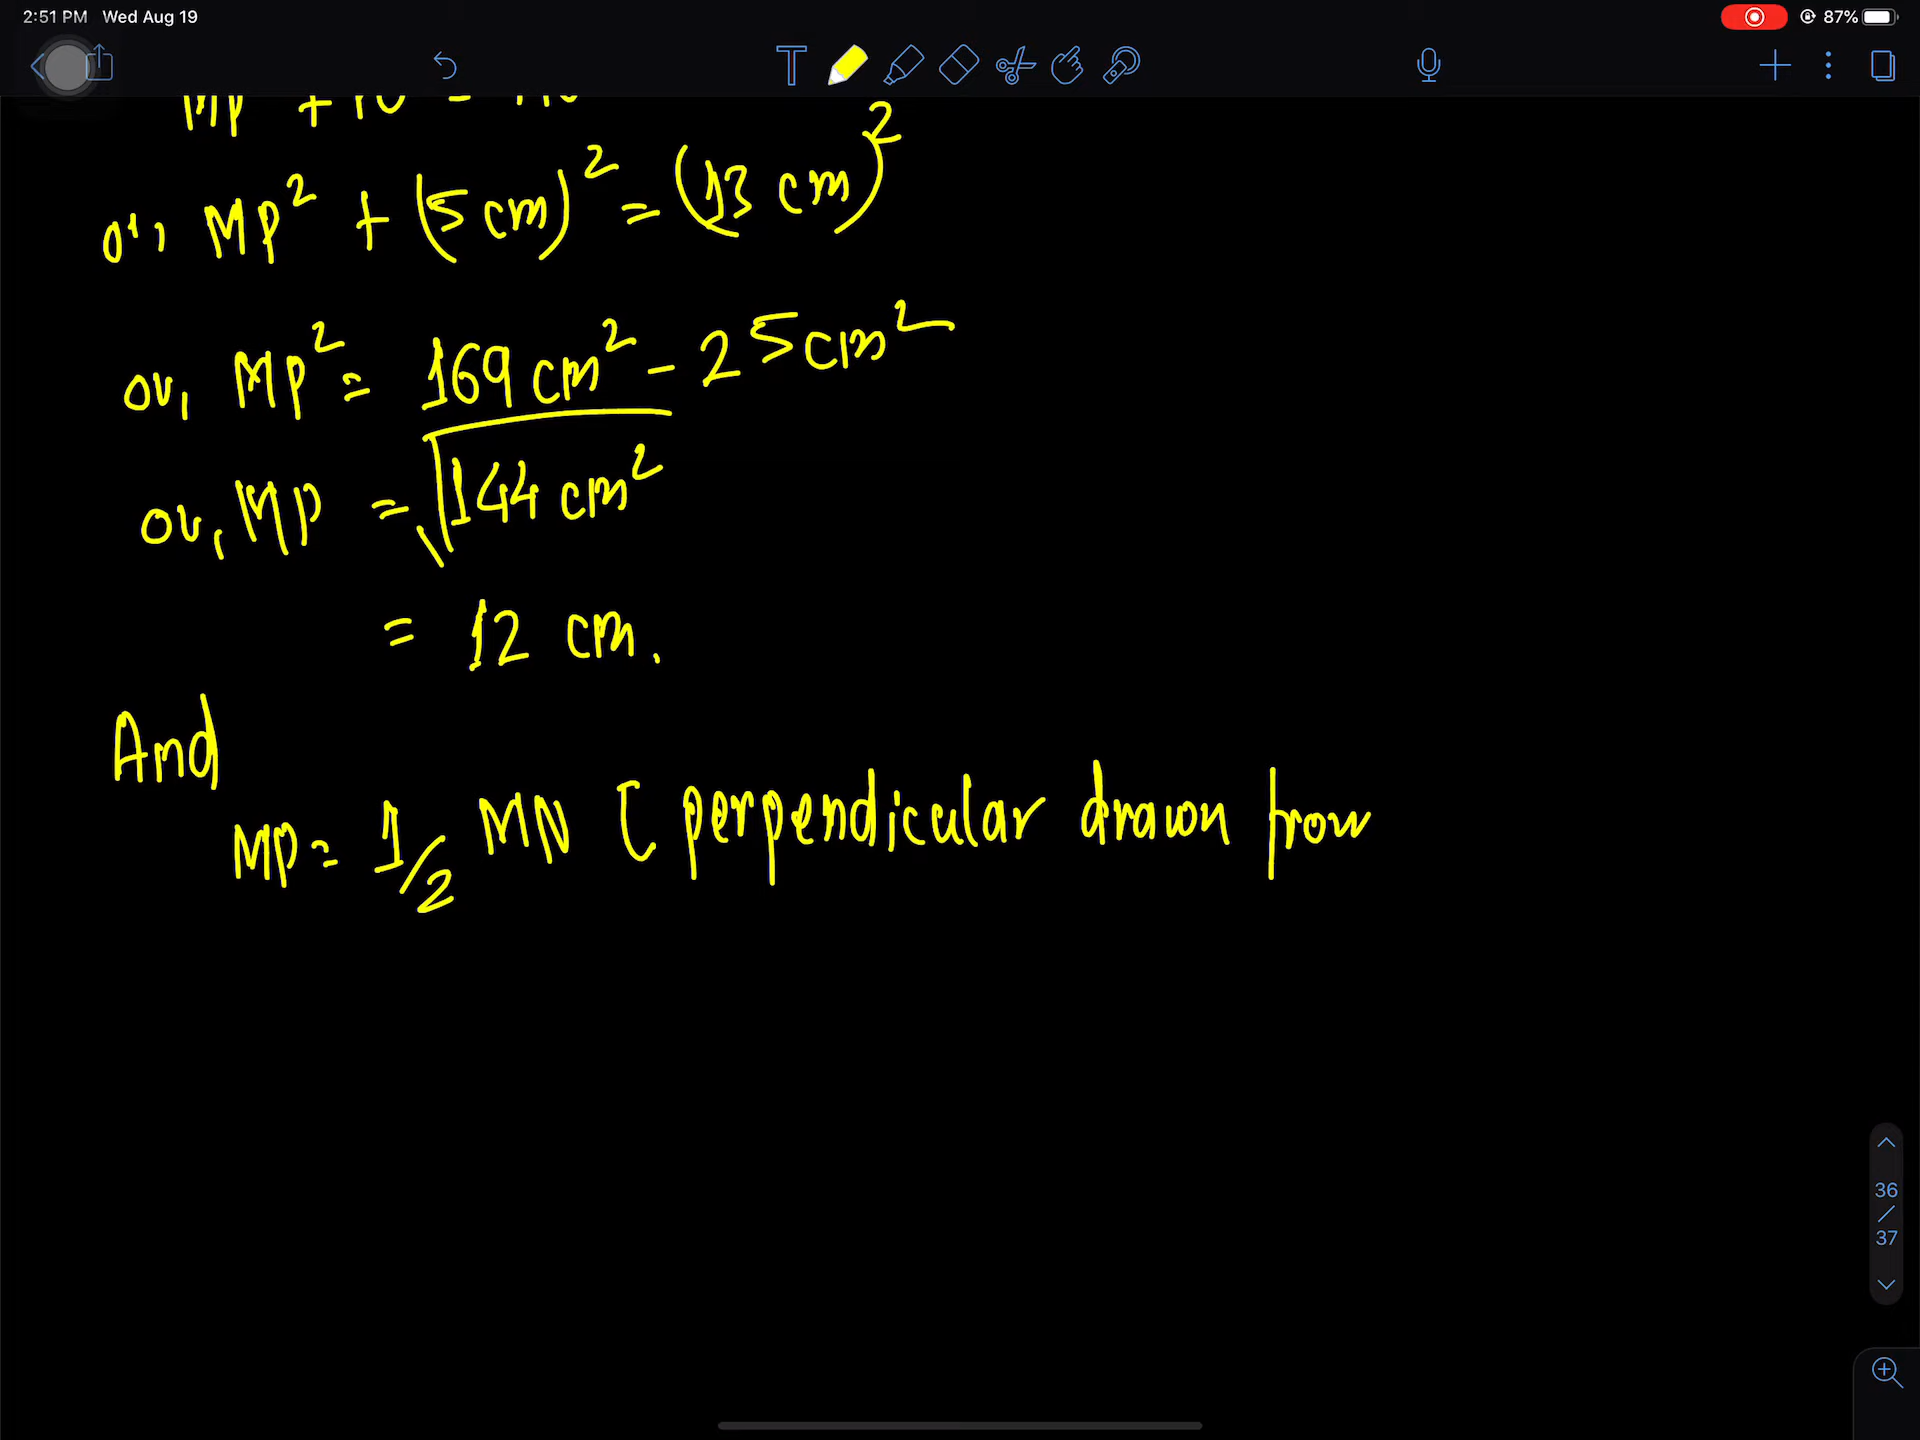 2:51 PM Wed Aug 19
87%
or, MP² + (5 cm)² = (13 cm)²
or, MP² = 169 cm² - 25 cm²
or, MP = √144 cm²
= 12 cm.
And
MP = 1/2 MN [ perpendicular drawn from
36
/
37